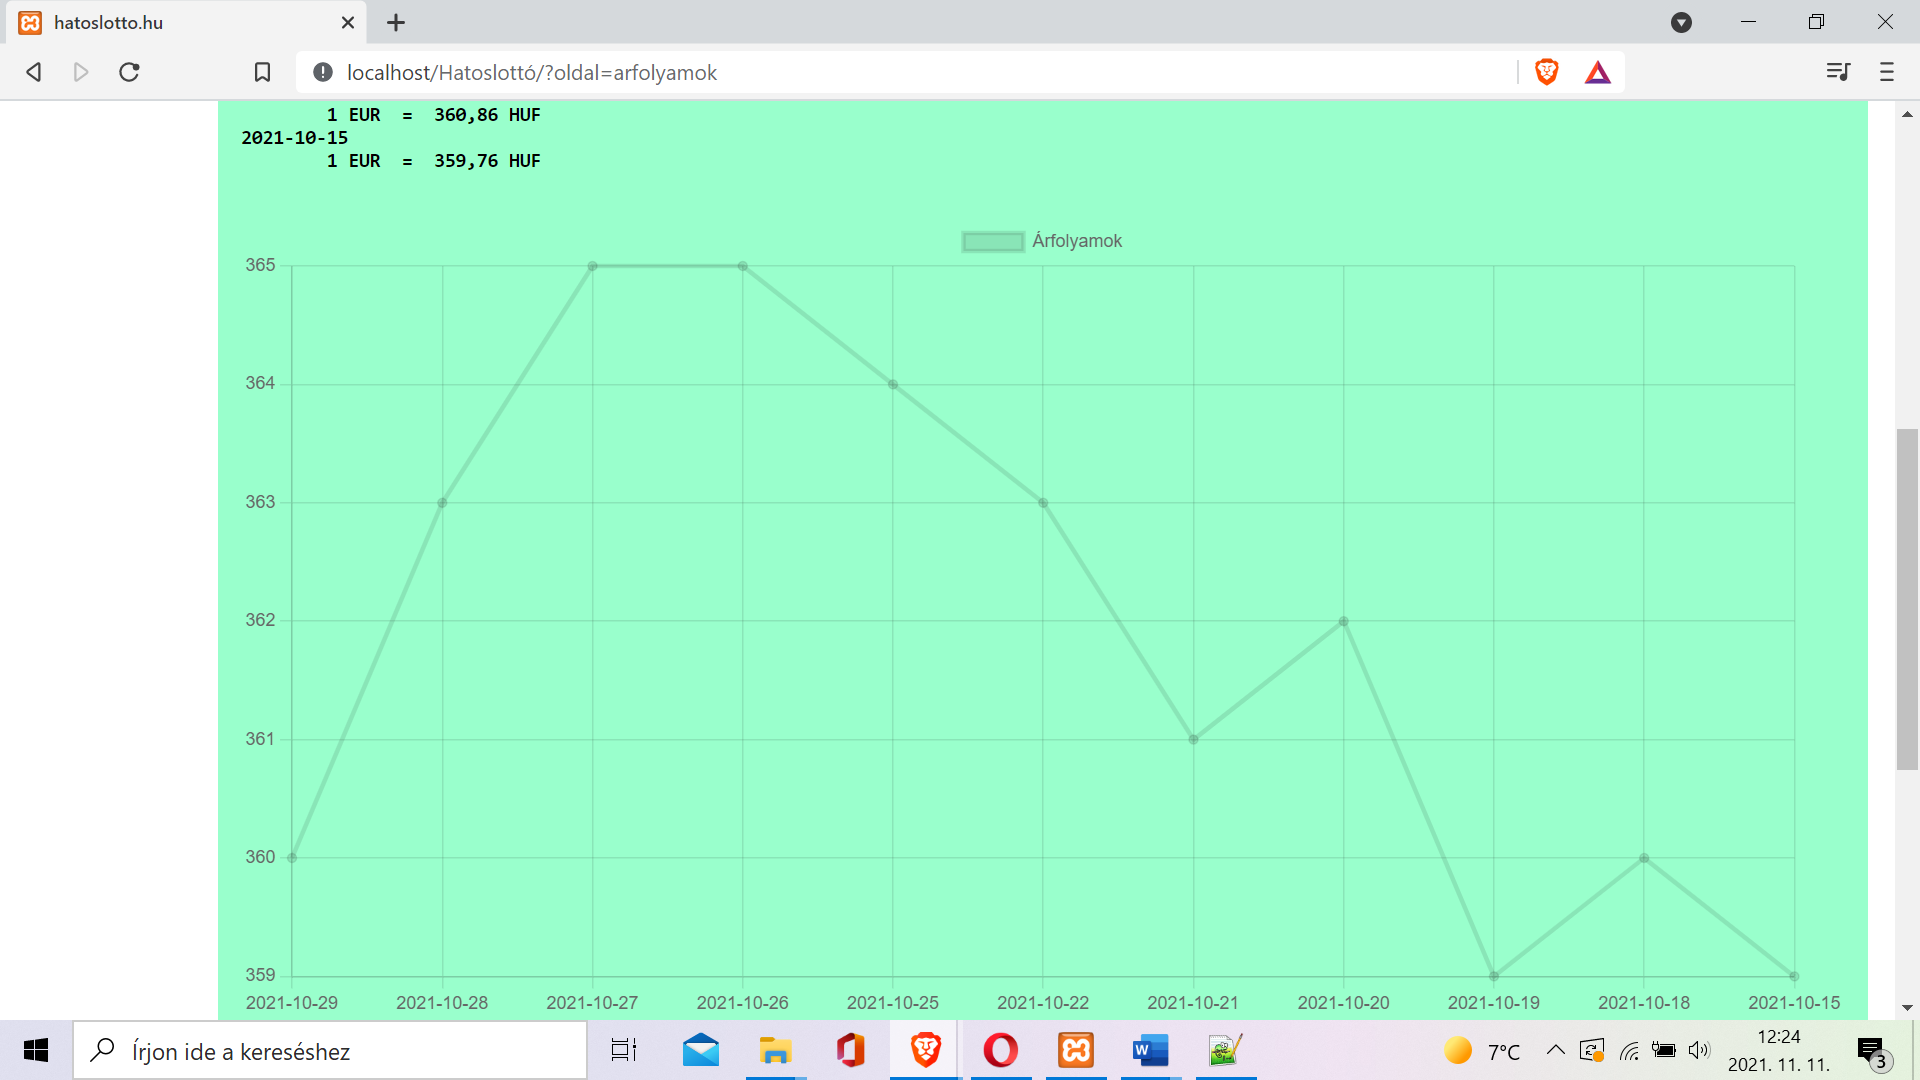 hatoslotto.hu
localhost/Hatoslottó/?oldal=arfolyamok
1 EUR = 360,86 HUF
2021-10-15
1 EUR = 359,76 HUF
Árfolyamok
365
364
363
362
361
360
359
2021-10-29 2021-10-28 2021-10-27 2021-10-26 2021-10-25 2021-10-22 2021-10-21 2021-10-20 2021-10-19 2021-10-18 2021-10-15
Írjon ide a kereséshez
W
7°C
12:24
2021. 11. 11.
3